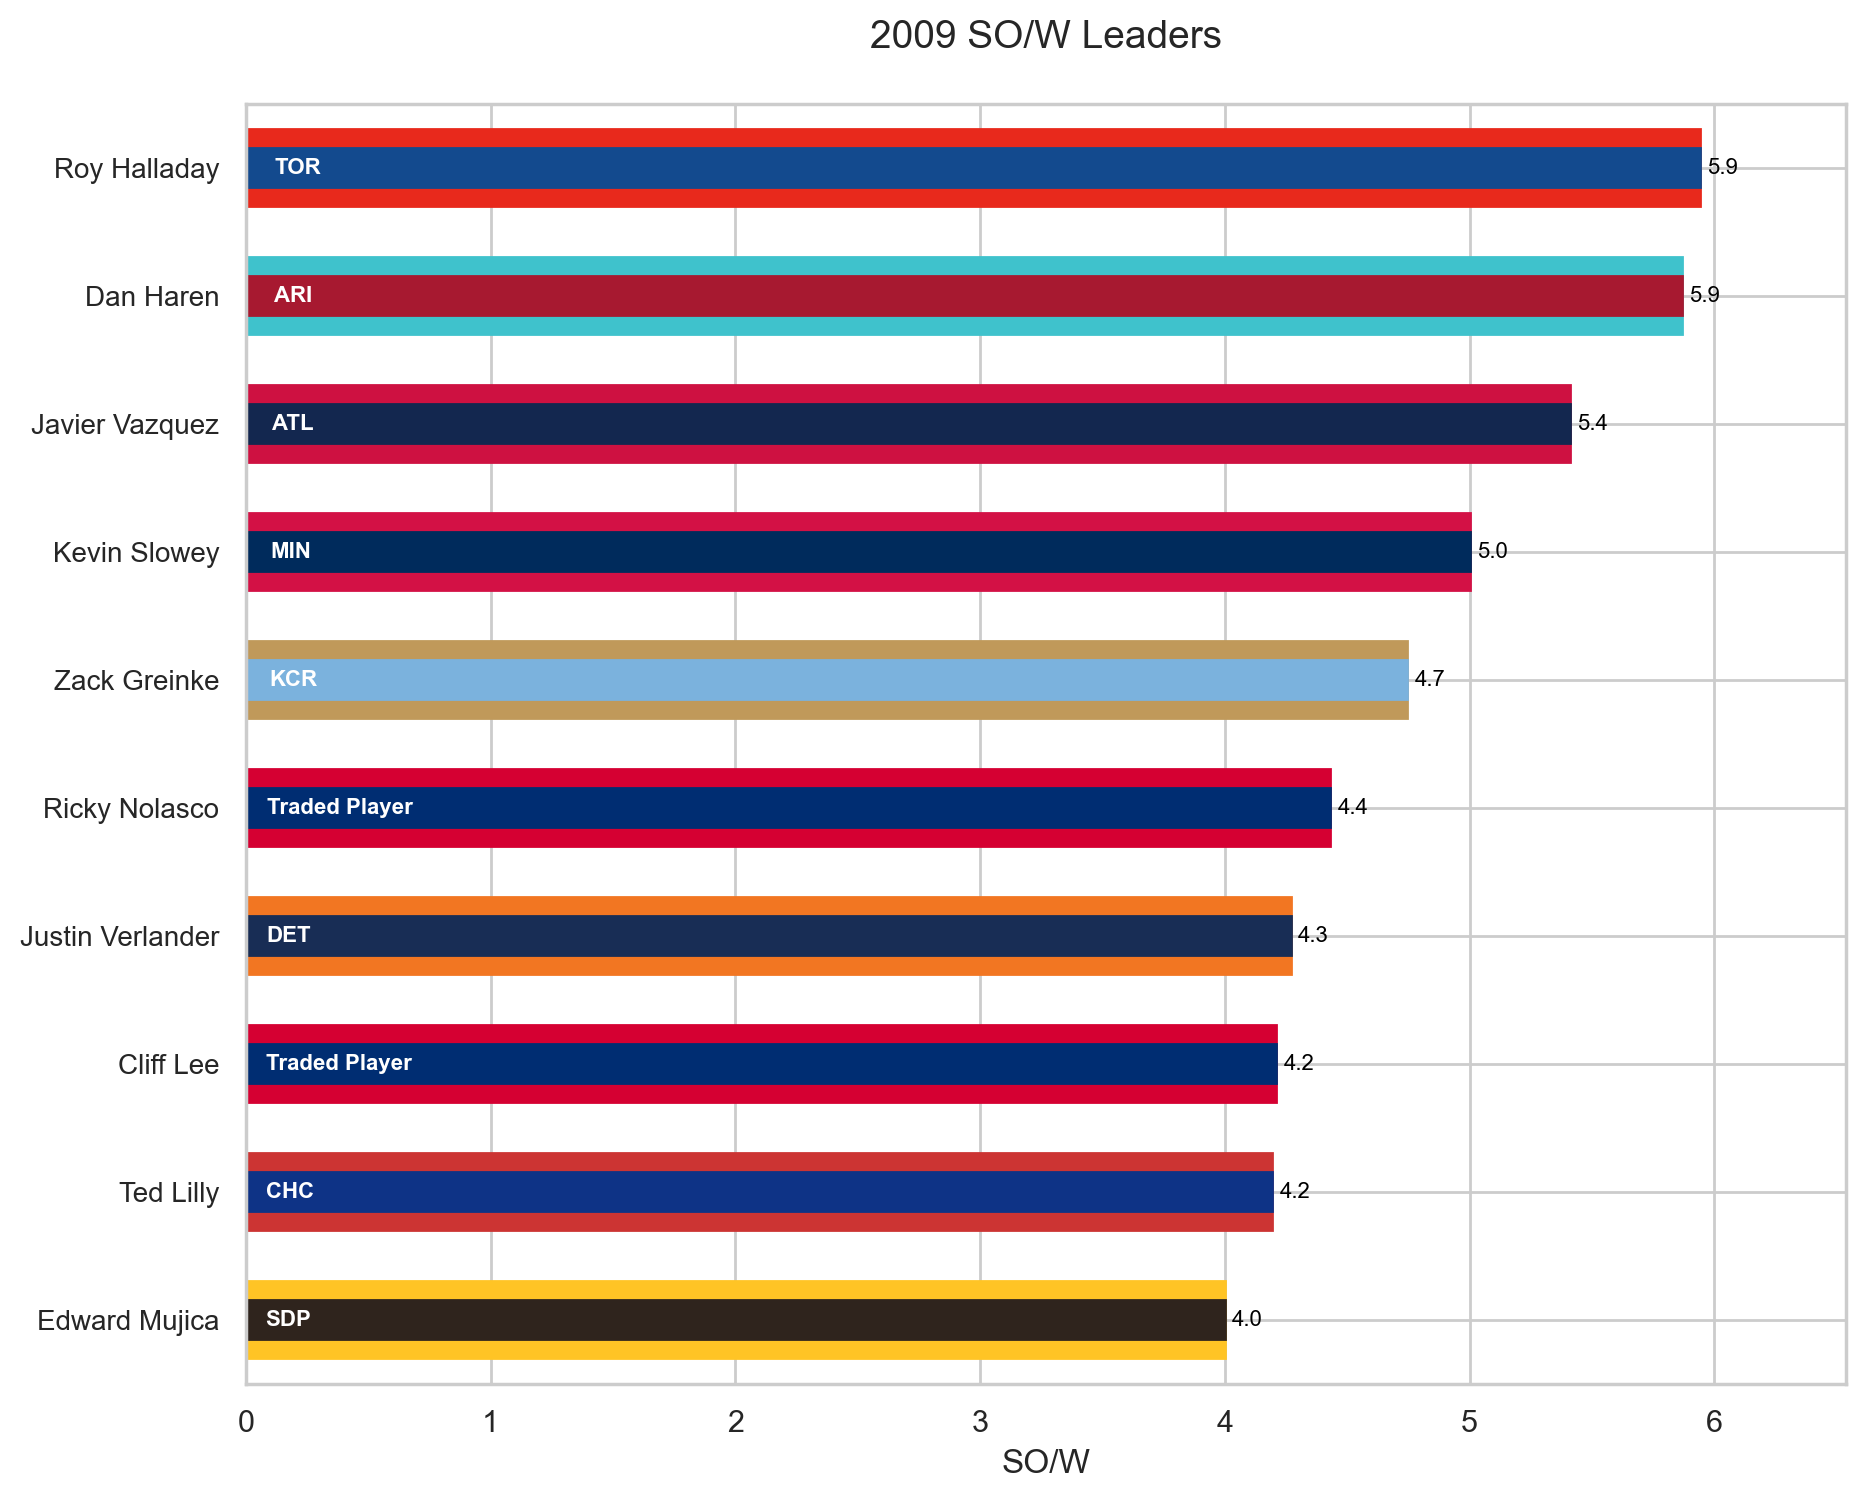 2009 SO/W Leaders
Roy Halladay TOR 5.9
Dan Haren ARI 5.9
Javier Vazquez ATL 5.4
Kevin Slowey MIN 5.0
Zack Greinke KCR 4.7
Ricky Nolasco Traded Player 4.4
Justin Verlander DET 4.3
Cliff Lee Traded Player 4.2
Ted Lilly CHC 4.2
Edward Mujica SDP 4.0
0 1 2 3 4 5 6
SO/W